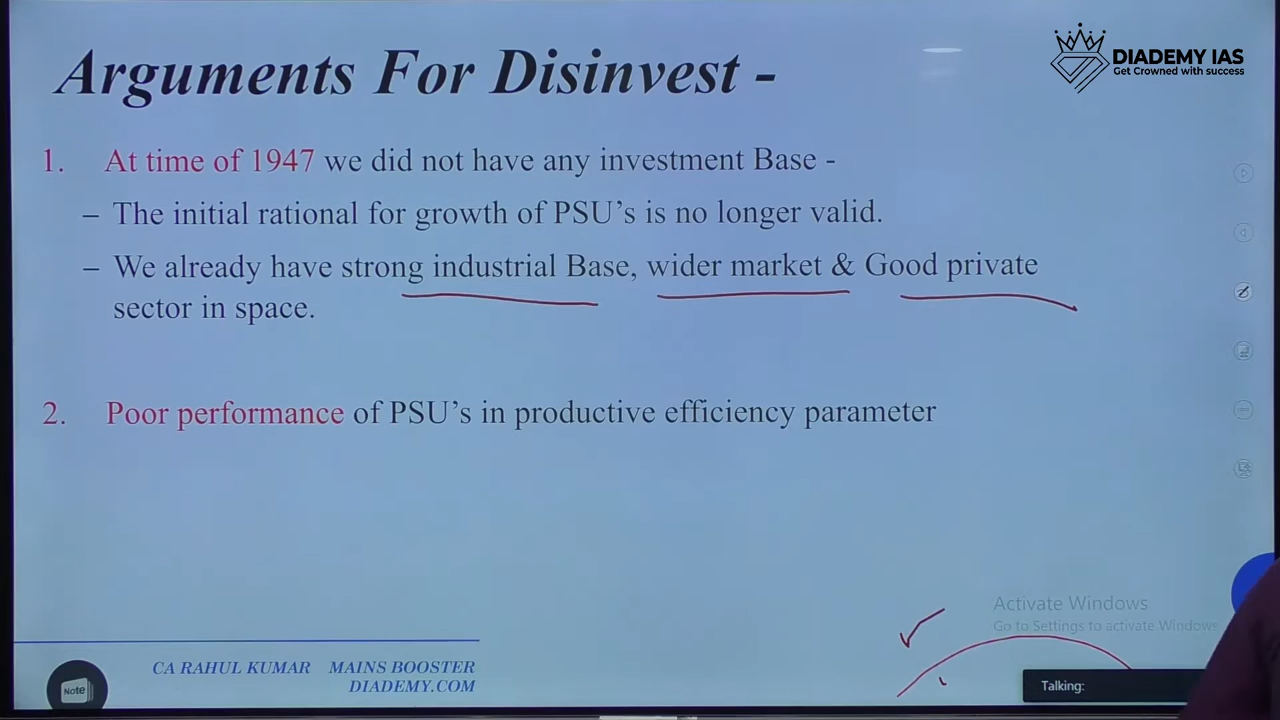 Arguments For Disinvest -
DIADEMY IAS
Get Crowned with success
1. At time of 1947 we did not have any investment Base -
– The initial rational for growth of PSU's is no longer valid.
– We already have strong industrial Base, wider market & Good private
sector in space.
2. Poor performance of PSU's in productive efficiency parameter
Activate Windows
Go to Settings to activate Windows
CA RAHUL KUMAR MAINS BOOSTER
DIADEMY.COM
Note
Talking: